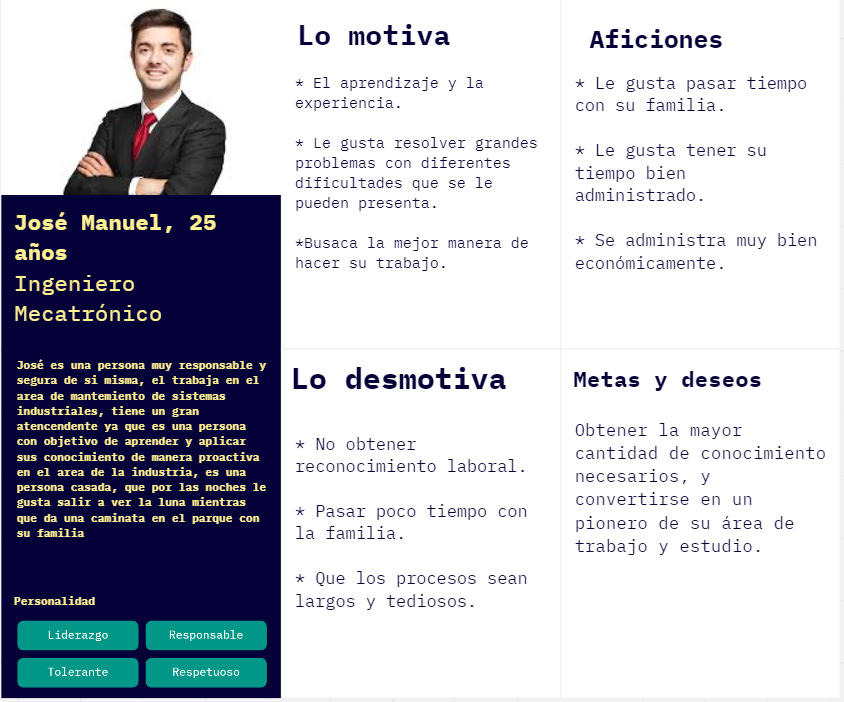 José Manuel, 25
años
Ingeniero
Mecatrónico
José es una persona muy responsable y
segura de si misma, el trabaja en el
area de mantemiento de sistemas
industriales, tiene un gran
atencendente ya que es una persona
con objetivo de aprender y aplicar
sus conocimiento de manera proactiva
en el area de la industria, es una
persona casada, que por las noches le
gusta salir a ver la luna mientras
que da una caminata en el parque con
su familia
Personalidad
Liderazgo
Responsable
Tolerante
Respetuoso
Lo motiva
* El aprendizaje y la
experiencia.
* Le gusta resolver grandes
problemas con diferentes
dificultades que se le
pueden presenta.
*Busaca la mejor manera de
hacer su trabajo.
Aficiones
* Le gusta pasar tiempo
con su familia.
* Le gusta tener su
tiempo bien
administrado.
* Se administra muy bien
económicamente.
Lo desmotiva
* No obtener
reconocimiento laboral.
* Pasar poco tiempo con
la familia.
* Que los procesos sean
largos y tediosos.
Metas y deseos
Obtener la mayor
cantidad de conocimiento
necesarios, y
convertirse en un
pionero de su área de
trabajo y estudio.